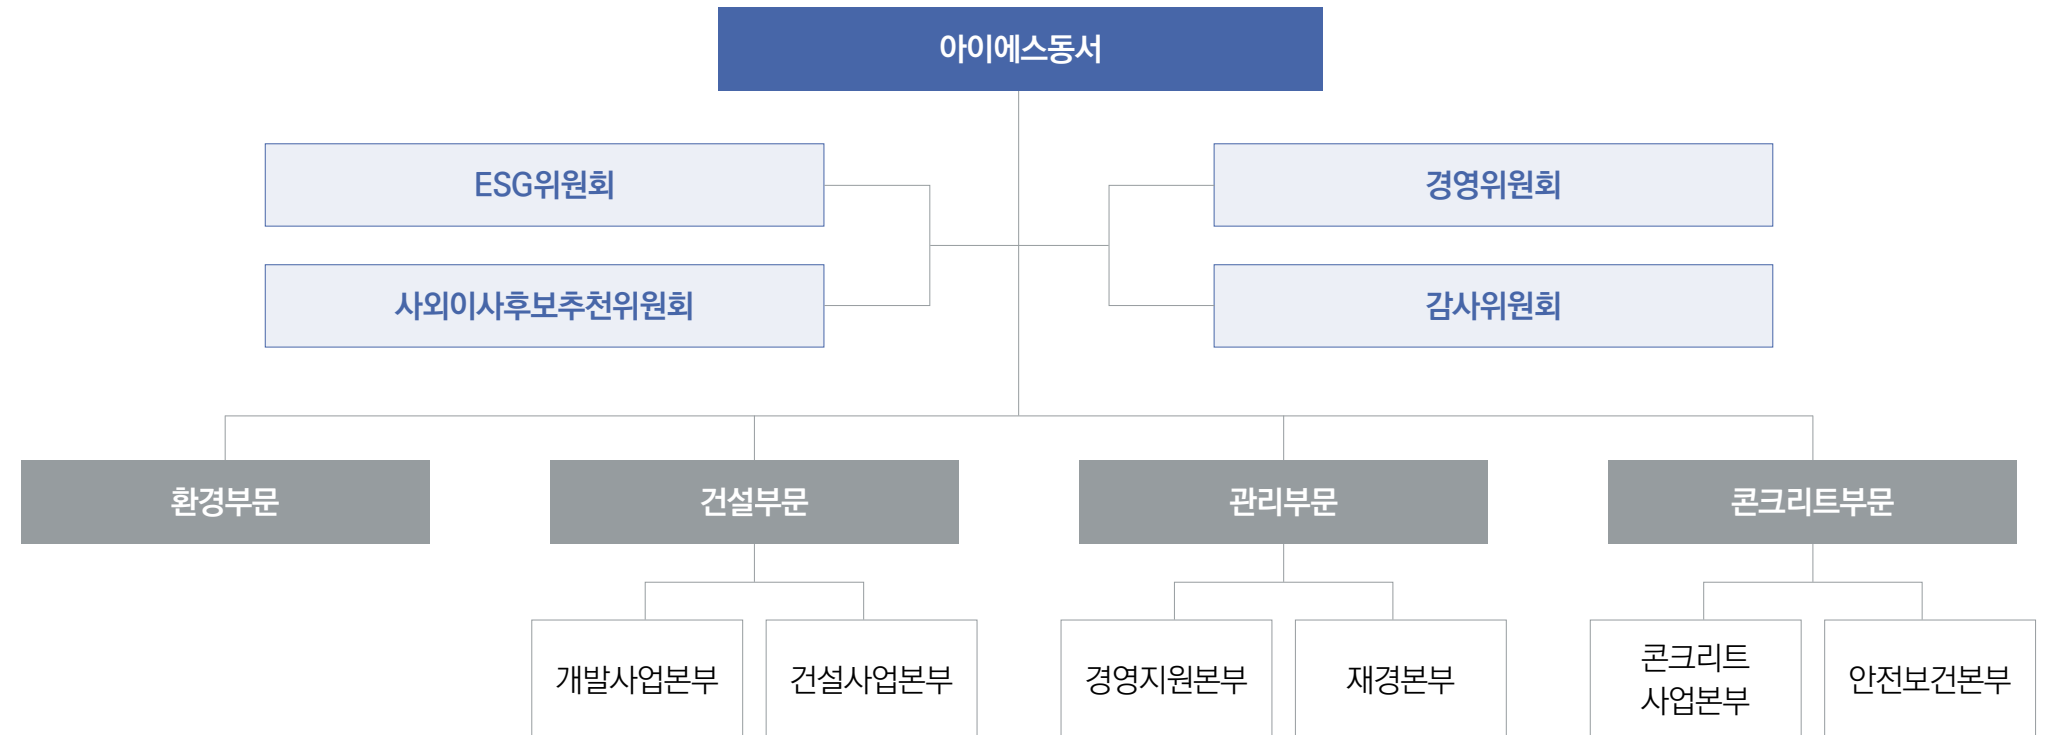 아이에스동서
ESG위원회
경영위원회
사외이사후보추천위원회
감사위원회
환경부문
건설부문
관리부문
콘크리트부문
개발사업본부
건설사업본부
경영지원본부
재경본부
콘크리트
사업본부
안전보건본부